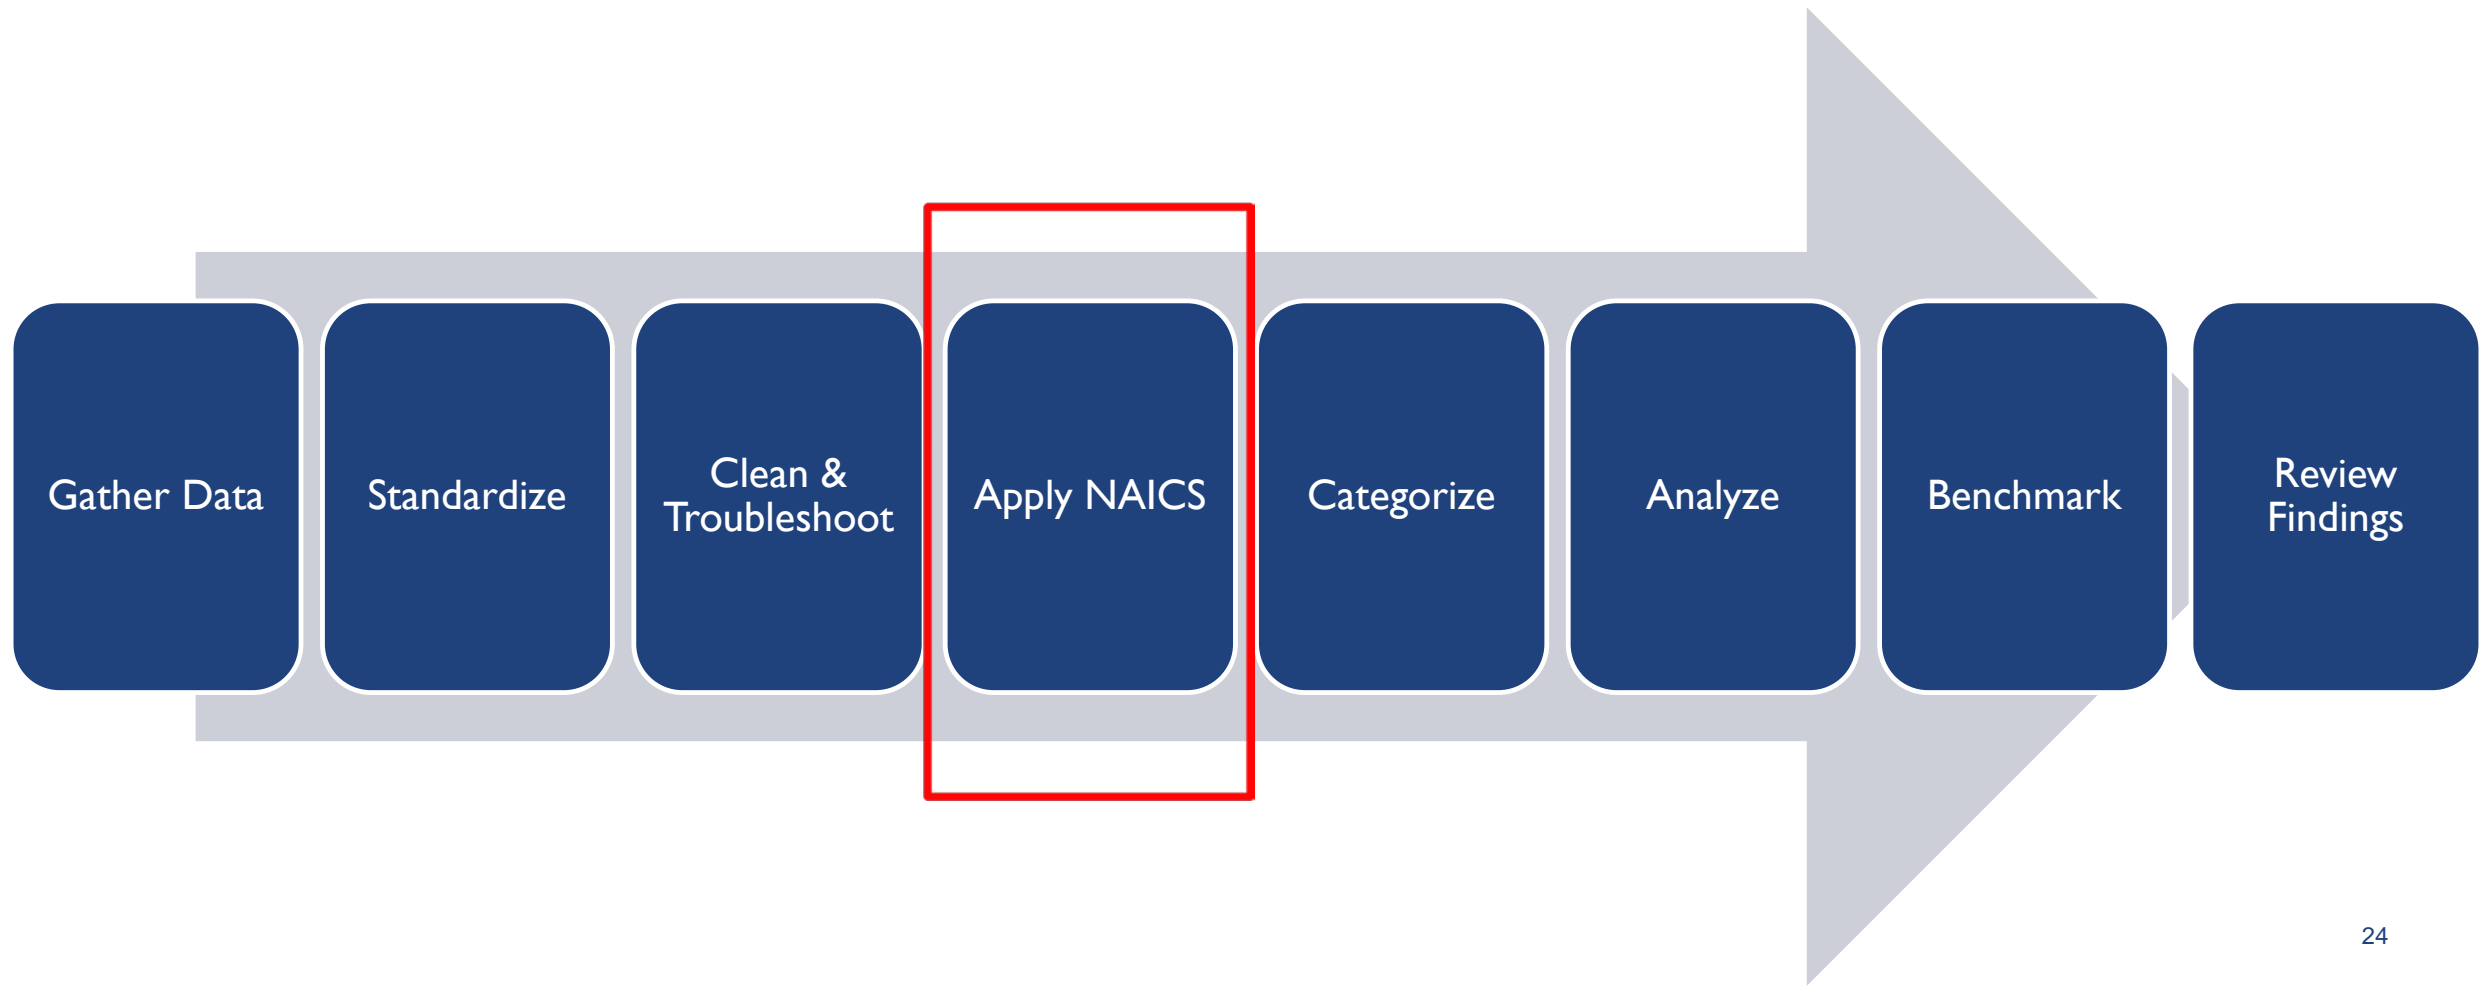 Gather Data
Standardize
Clean &
Troubleshoot
Apply NAICS
Categorize
Analyze
Benchmark
Review
Findings
24